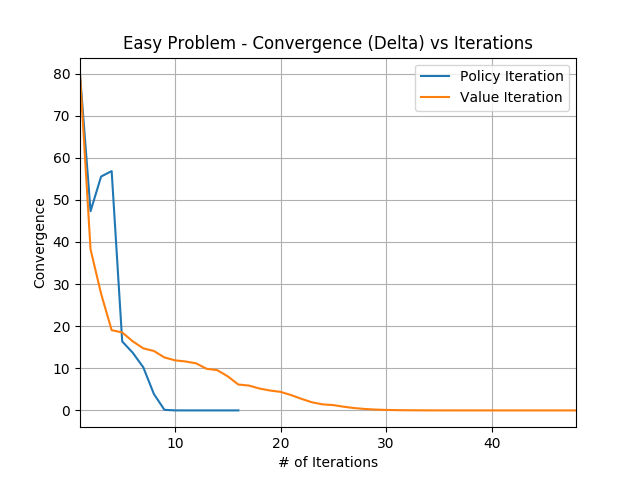 Easy Problem - Convergence (Delta) vs Iterations
Policy Iteration
Value Iteration
Convergence
80
70
60
50
40
30
20
10
0
10
20
30
40
# of Iterations